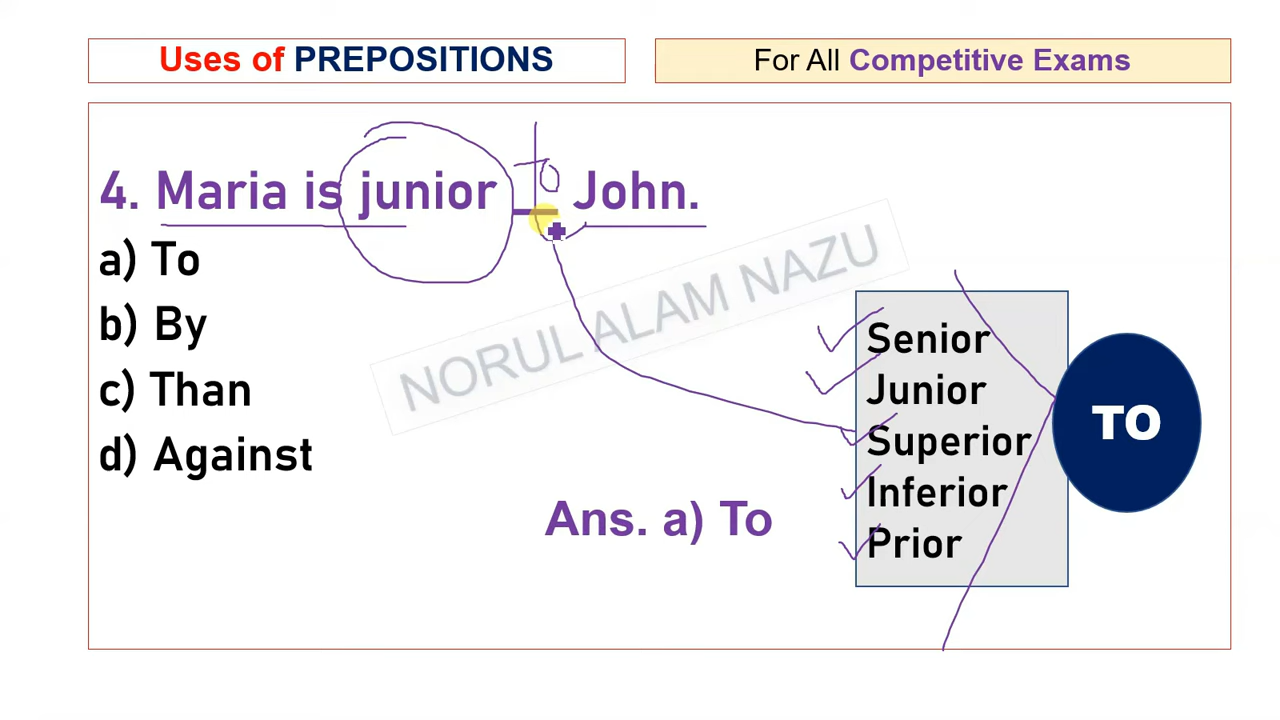 Uses of PREPOSITIONS
For All Competitive Exams
4. Maria is junior to John.
a) To
b) By
c) Than
d) Against
NORUL ALAM NAZU
Senior
Junior
Superior
Inferior
Prior
TO
Ans. a) To